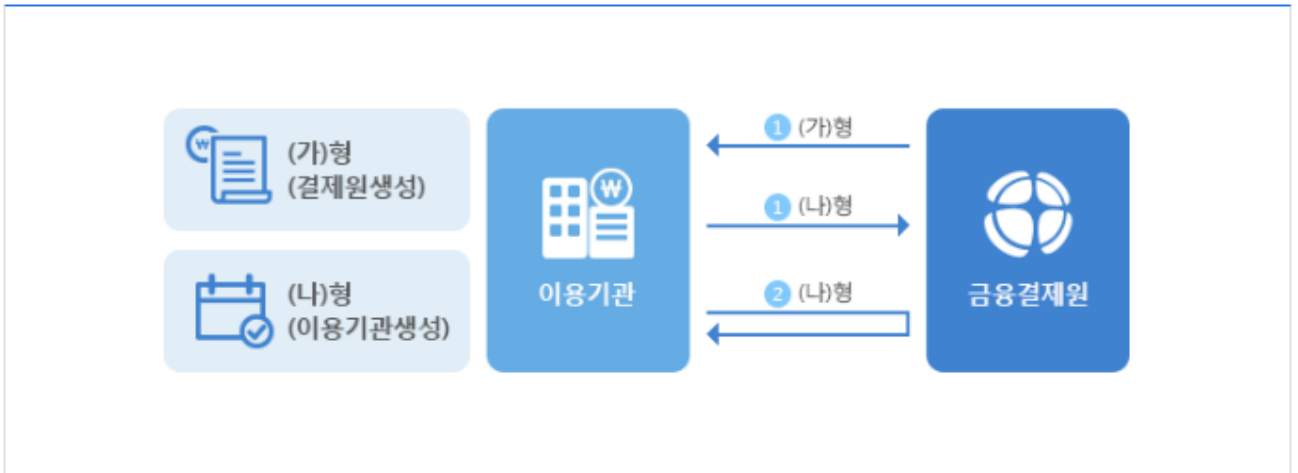 (가)형
(결제원생성)
(나)형
(이용기관생성)
₩
이용기관
1 (가)형
1 (나)형
2 (나)형
금융결제원